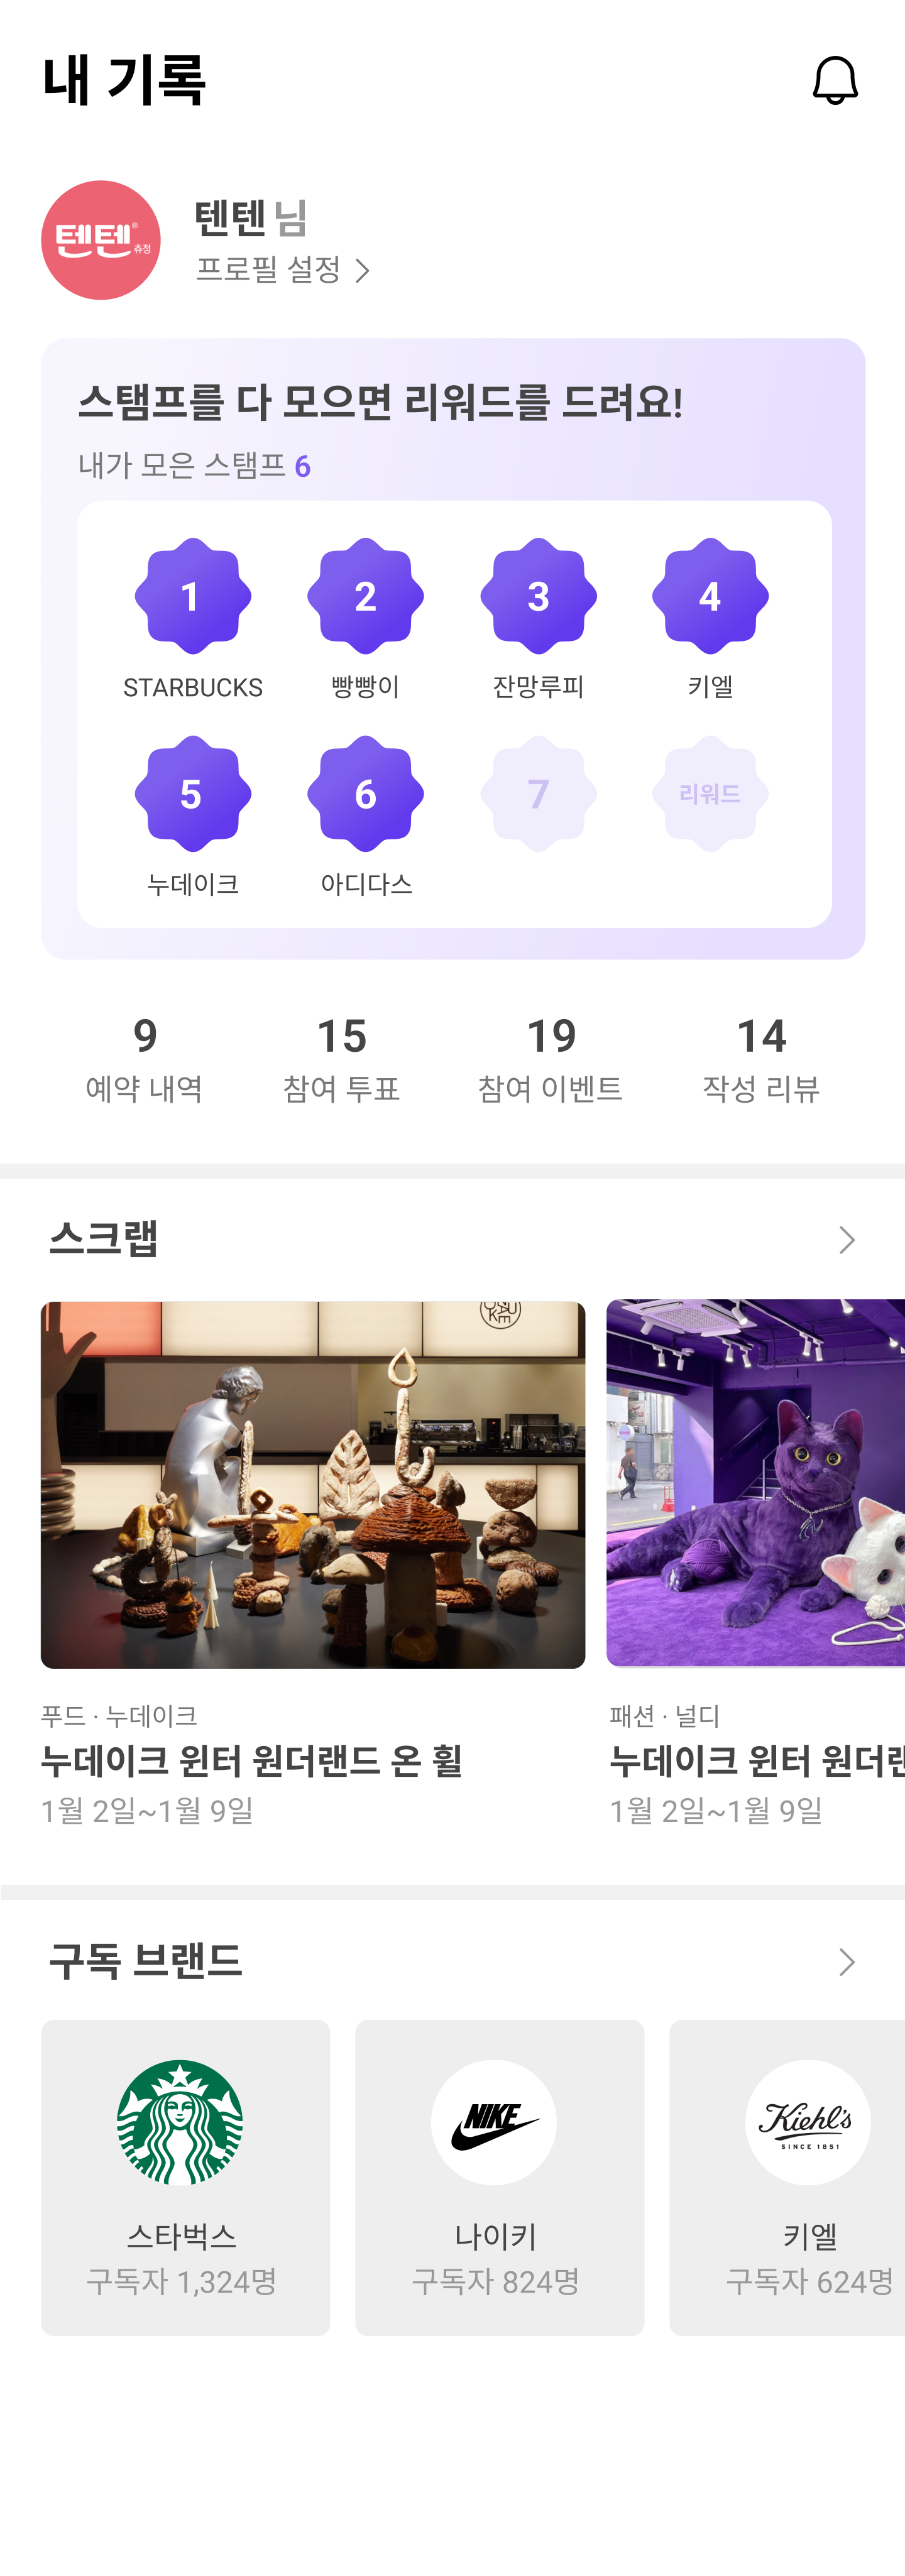 내 기록
텐텐®
츄정
텐텐 님
프로필 설정
스탬프를 다 모으면 리워드를 드려요!
내가 모은 스탬프 6
1 2 3 4
STARBUCKS 빵빵이 잔망루피 키엘
5 6 7 리워드
누데이크 아디다스
9 15 19 14
예약 내역 참여 투표 참여 이벤트 작성 리뷰
스크랩
푸드 · 누데이크
누데이크 윈터 원더랜드 온 휠
1월 2일~1월 9일
패션 · 널디
누데이크 윈터 원더랜
1월 2일~1월 9일
구독 브랜드
NIKE
Kiehl's
SINCE 1851
스타벅스 나이키 키엘
구독자 1,324명 구독자 824명 구독자 624명